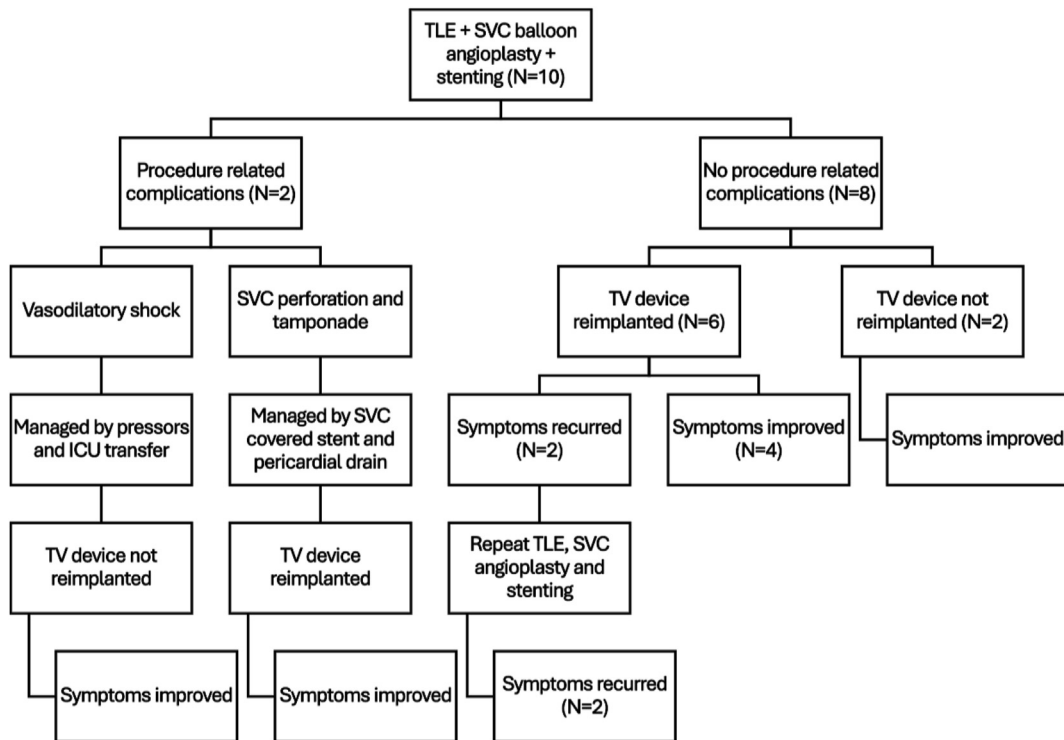 TLE + SVC balloon
angioplasty +
stenting (N=10)
Procedure related
complications (N=2)
No procedure related
complications (N=8)
Vasodilatory shock
SVC perforation and
tamponade
TV device
reimplanted (N=6)
TV device not
reimplanted (N=2)
Managed by pressors
and ICU transfer
Managed by SVC
covered stent and
pericardial drain
Symptoms recurred
(N=2)
Symptoms improved
(N=4)
Symptoms improved
TV device not
reimplanted
TV device
reimplanted
Repeat TLE, SVC
angioplasty and
stenting
Symptoms improved
Symptoms improved
Symptoms recurred
(N=2)